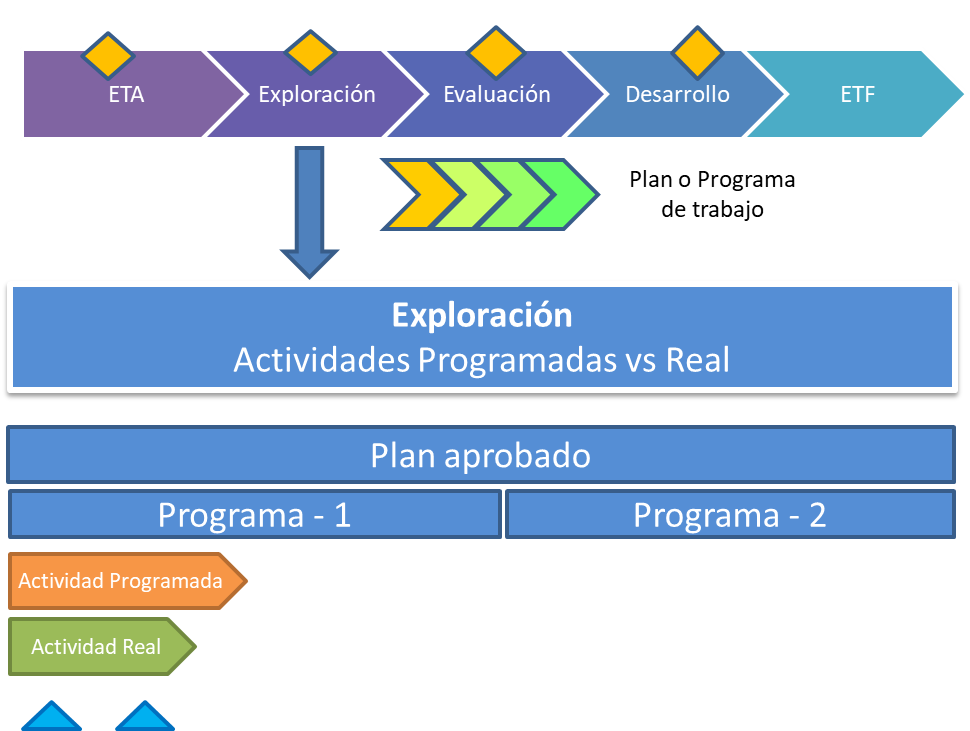 ETA
Exploración
Evaluación
Desarrollo
ETF
Plan o Programa
de trabajo
Exploración
Actividades Programadas vs Real
Plan aprobado
Programa - 1
Programa - 2
Actividad Programada
Actividad Real